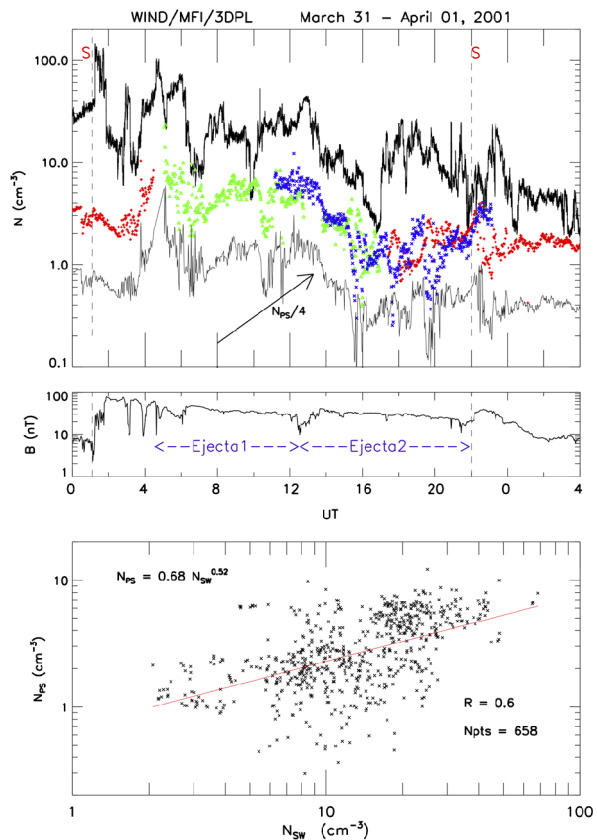 WIND/MFI/3DPL March 31 – April 01, 2001
S S
100.0
10.0
1.0
0.1
N (cm⁻³)
N_PS/4
100
10
1
B (nT)
<--Ejecta1--> <--Ejecta2-->
0 4 8 12 16 20 0 4
UT
N_PS = 0.68 N_SW^0.52
10
1
N_PS (cm⁻³)
R = 0.6
Npts = 658
1 10 100
N_SW (cm⁻³)